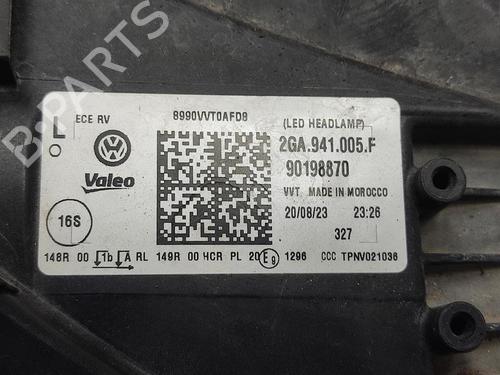 ECE RV
8990VVT0AFD8
(LED HEADLAMP)
L
2GA.941.005.F
Valeo
90198870
VVT MADE IN MOROCCO
16S
20/08/23 23:26
327
148R 00 1b A RL 149R 00 HCR PL 20 E9 1296 CCC TPNV021036